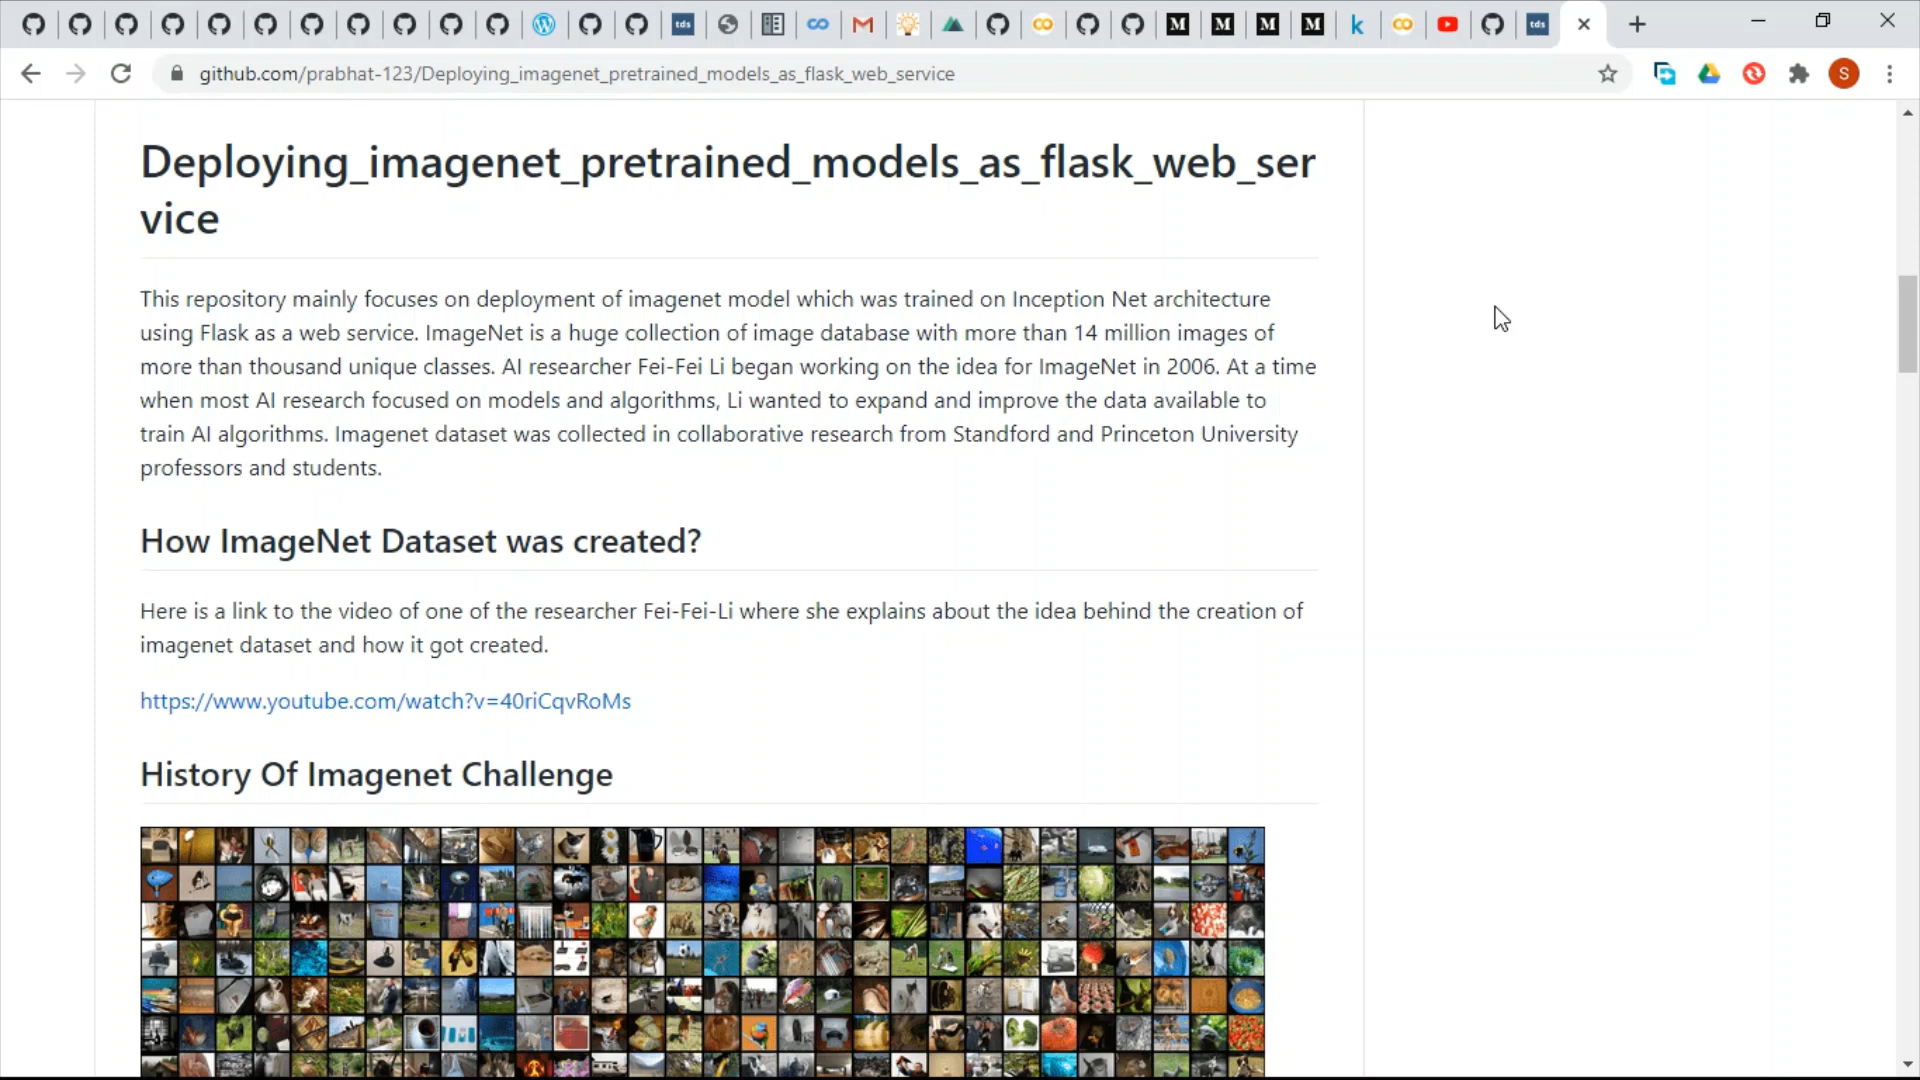 tds
M
M
M
M
k
tds
github.com/prabhat-123/Deploying_imagenet_pretrained_models_as_flask_web_service
S
Deploying_imagenet_pretrained_models_as_flask_web_ser
vice
This repository mainly focuses on deployment of imagenet model which was trained on Inception Net architecture
using Flask as a web service. ImageNet is a huge collection of image database with more than 14 million images of
more than thousand unique classes. AI researcher Fei-Fei Li began working on the idea for ImageNet in 2006. At a time
when most AI research focused on models and algorithms, Li wanted to expand and improve the data available to
train AI algorithms. Imagenet dataset was collected in collaborative research from Standford and Princeton University
professors and students.
How ImageNet Dataset was created?
Here is a link to the video of one of the researcher Fei-Fei-Li where she explains about the idea behind the creation of
imagenet dataset and how it got created.
https://www.youtube.com/watch?v=40riCqvRoMs
History Of Imagenet Challenge